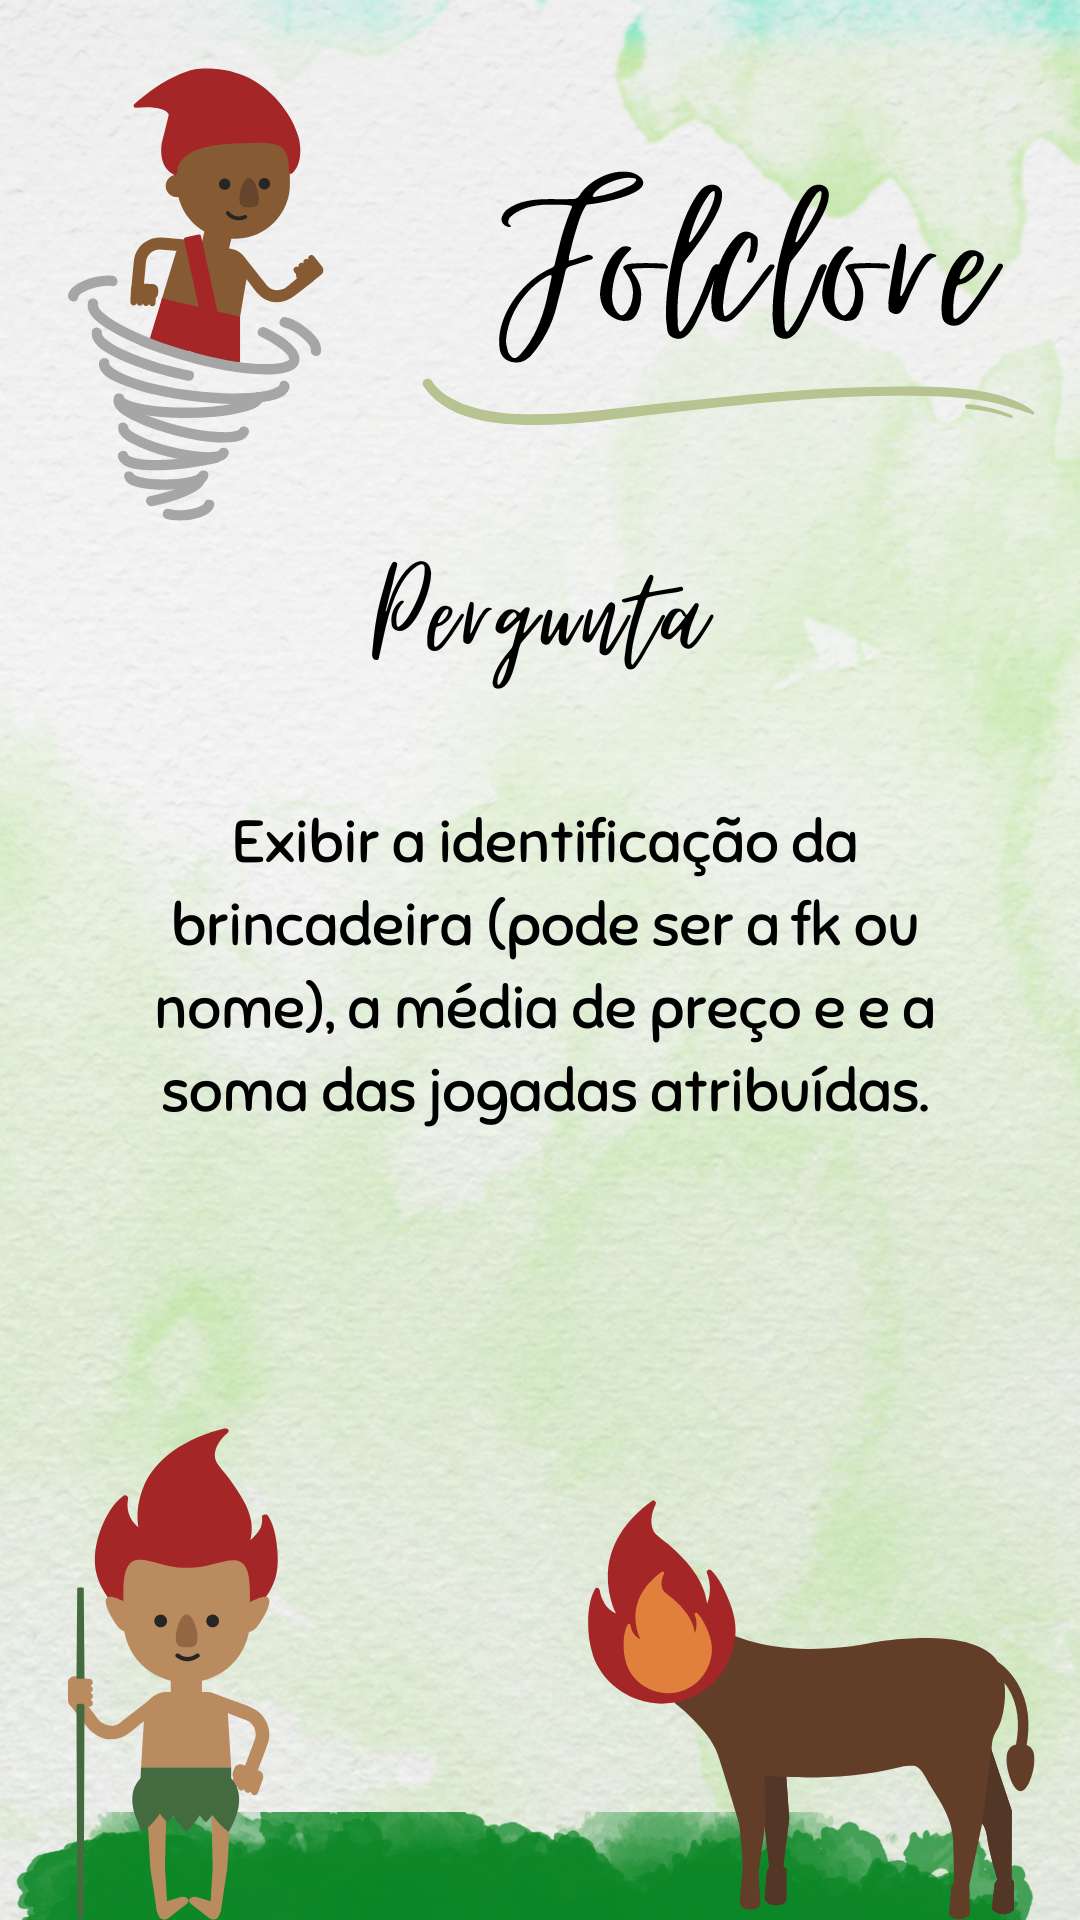 Folclore
Pergunta
Exibir a identificação da
brincadeira (pode ser a fk ou
nome), a média de preço e e a
soma das jogadas atribuídas.